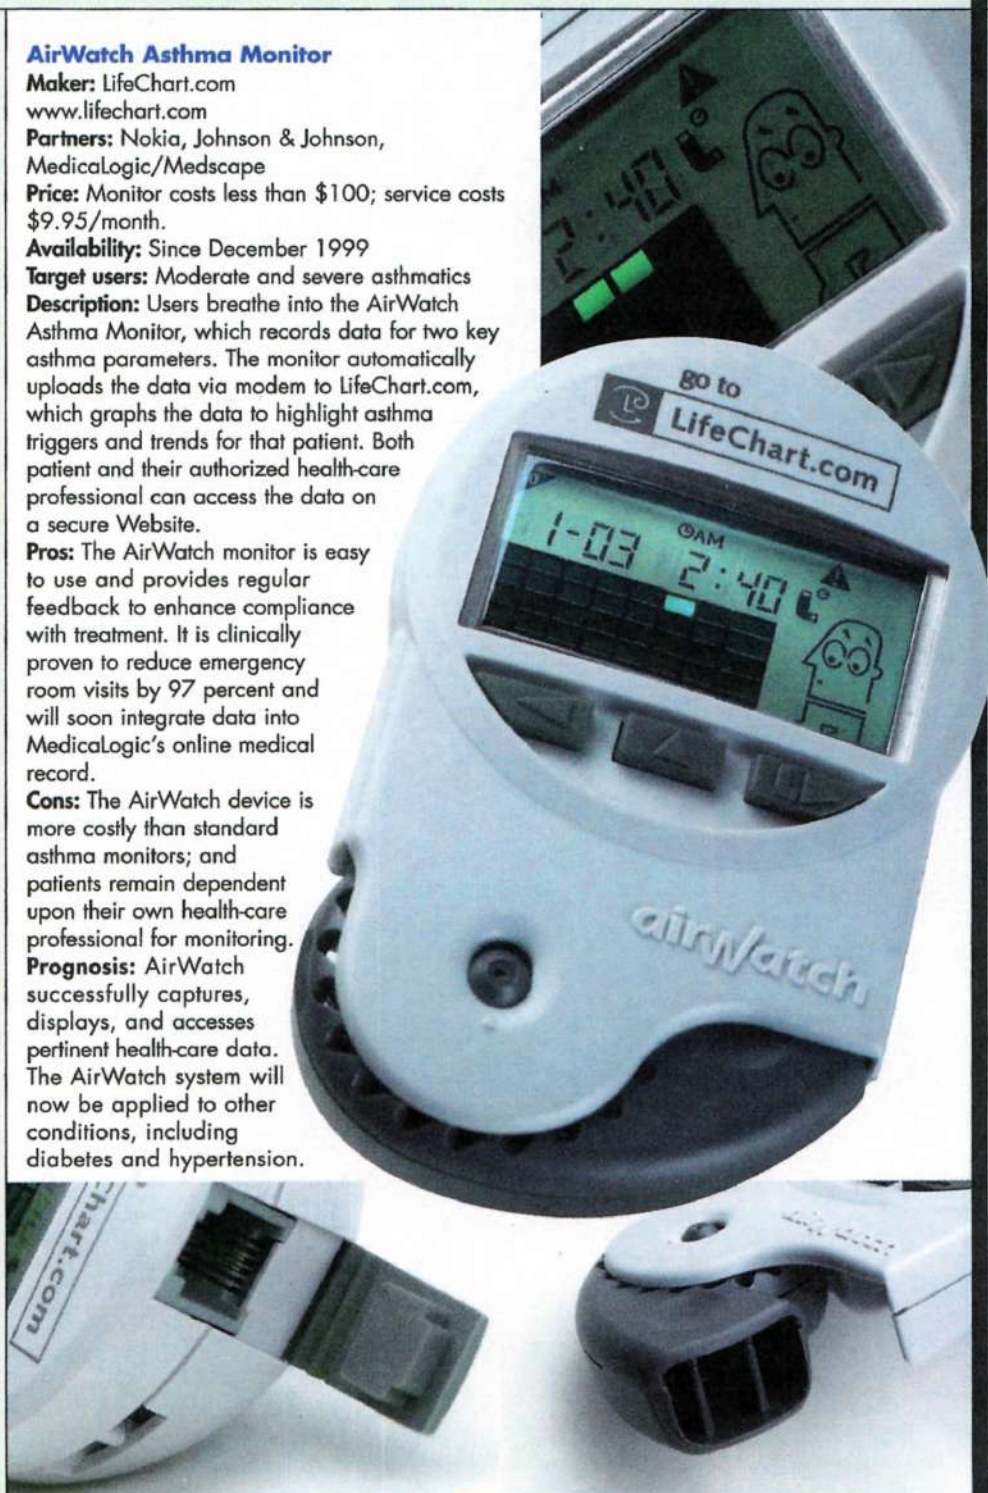 AirWatch Asthma Monitor
Maker: LifeChart.com
www.lifechart.com
Partners: Nokia, Johnson & Johnson,
MedicaLogic/Medscape
Price: Monitor costs less than $100; service costs
$9.95/month.
Availability: Since December 1999
Target users: Moderate and severe asthmatics
Description: Users breathe into the AirWatch
Asthma Monitor, which records data for two key
asthma parameters. The monitor automatically
uploads the data via modem to LifeChart.com,
which graphs the data to highlight asthma
triggers and trends for that patient. Both
patient and their authorized health-care
professional can access the data on
a secure Website.
Pros: The AirWatch monitor is easy
to use and provides regular
feedback to enhance compliance
with treatment. It is clinically
proven to reduce emergency
room visits by 97 percent and
will soon integrate data into
MedicaLogic's online medical
record.
Cons: The AirWatch device is
more costly than standard
asthma monitors; and
patients remain dependent
upon their own health-care
professional for monitoring.
Prognosis: AirWatch
successfully captures,
displays, and accesses
pertinent health-care data.
The AirWatch system will
now be applied to other
conditions, including
diabetes and hypertension.
2:40
go to
LifeChart.com
1-03 AM 2:40
airWatch
chart.com
airWatch